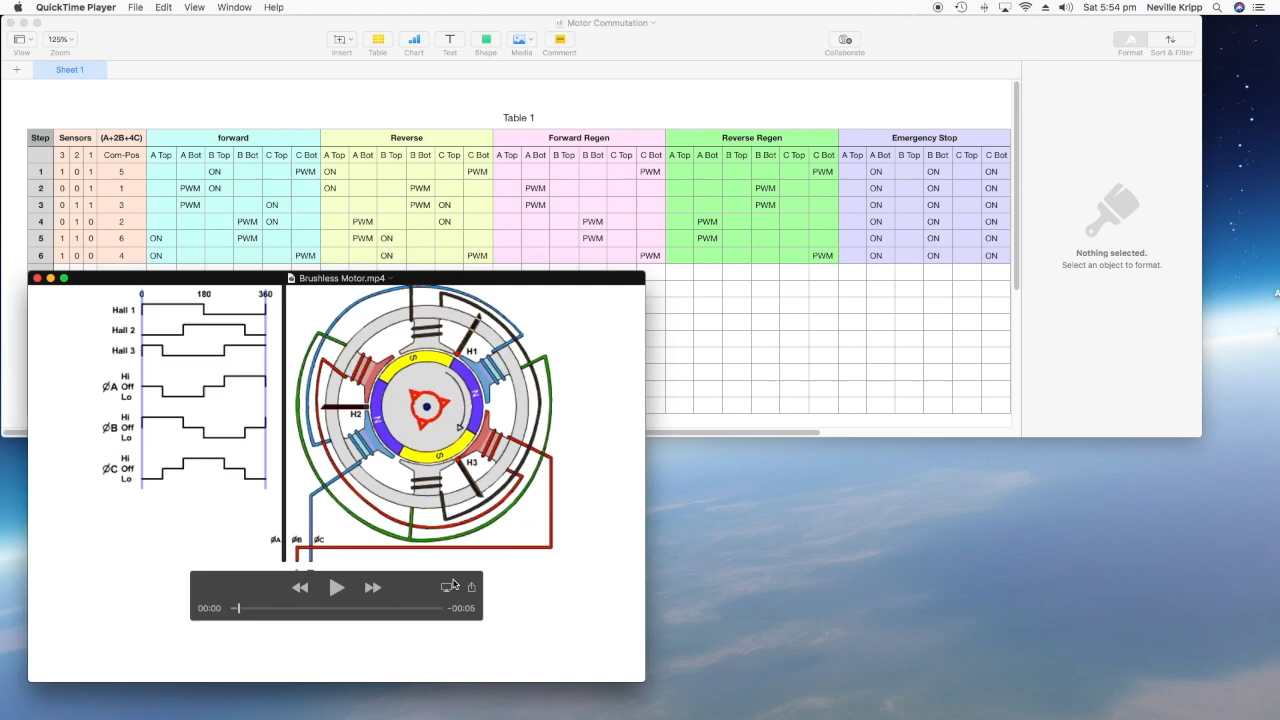 QuickTime Player File Edit View Window Help Sat 5:54 pm Neville Kripp
Motor Commutation
125%
View Zoom Insert Table Chart Text Shape Media Comment Collaborate Format Sort & Filter
Sheet 1
Table 1
Step Sensors (A+2B+4C) forward Reverse Forward Regen Reverse Regen Emergency Stop
3 2 1 Com-Pos A Top A Bot B Top B Bot C Top C Bot A Top A Bot B Top B Bot C Top C Bot A Top A Bot B Top B Bot C Top C Bot A Top A Bot B Top B Bot C Top C Bot A Top A Bot B Top B Bot C Top C Bot
1 1 0 1 5 ON PWM ON PWM PWM PWM ON ON ON
2 0 0 1 1 PWM ON ON PWM PWM PWM ON ON ON
3 0 1 1 3 PWM ON PWM ON PWM PWM ON ON ON
4 0 1 0 2 PWM ON PWM ON PWM PWM ON ON ON
5 1 1 0 6 ON PWM PWM ON PWM PWM ON ON ON
6 1 0 0 4 ON PWM ON PWM PWM PWM ON ON ON
Nothing selected.
Select an object to format.
Brushless Motor.mp4
0 180 360
Hall 1
Hall 2
Hall 3
Hi
ØA Off
Lo
Hi
ØB Off
Lo
Hi
ØC Off
Lo
S
H1
N
H2
N
S
H3
ØA ØB ØC
00:00 -00:05